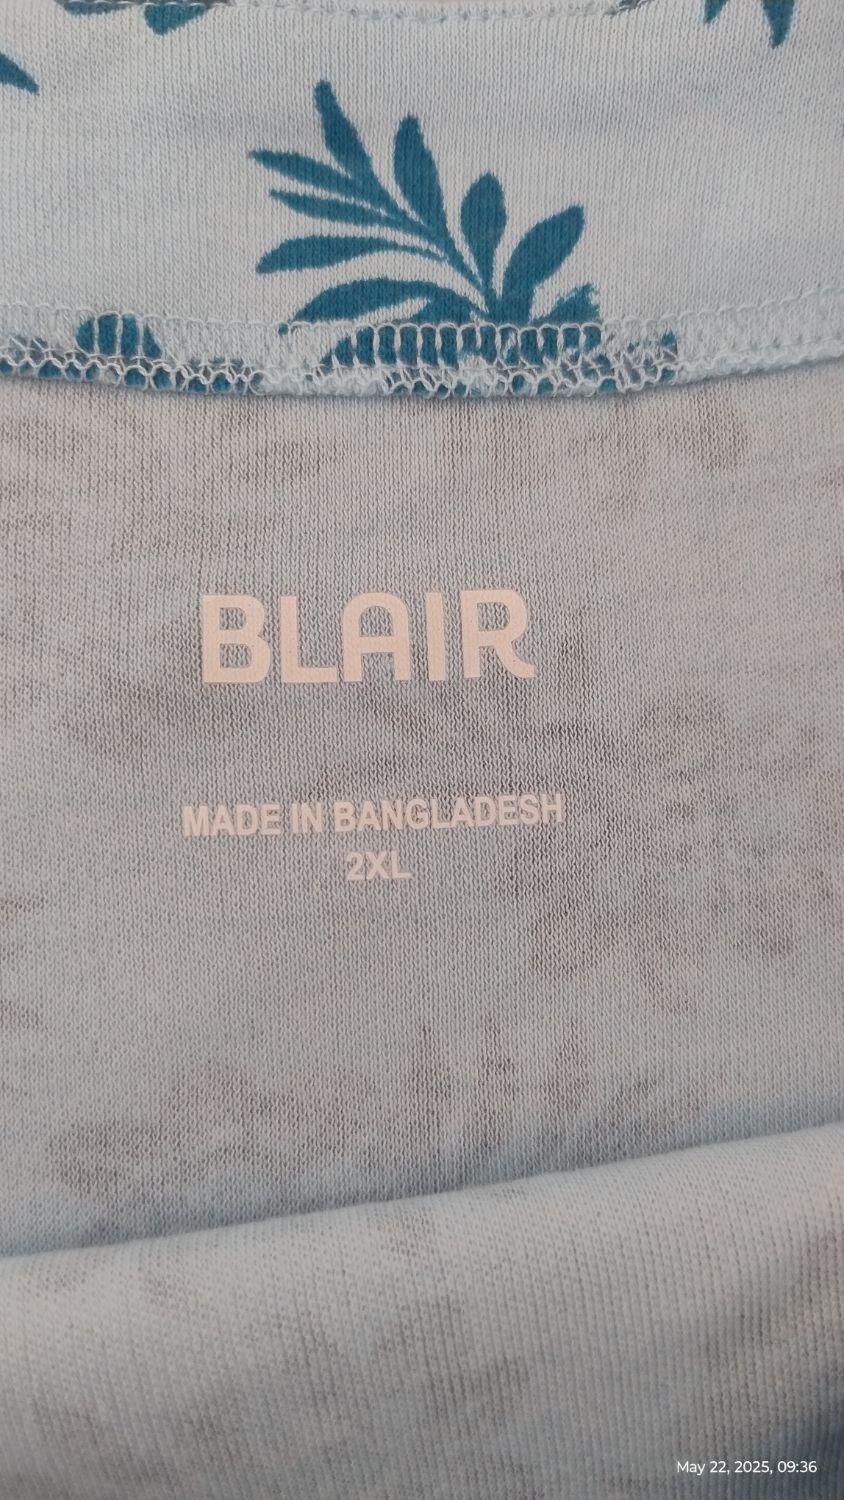 BLAIR
MADE IN BANGLADESH
2XL
May 22, 2025, 09:36